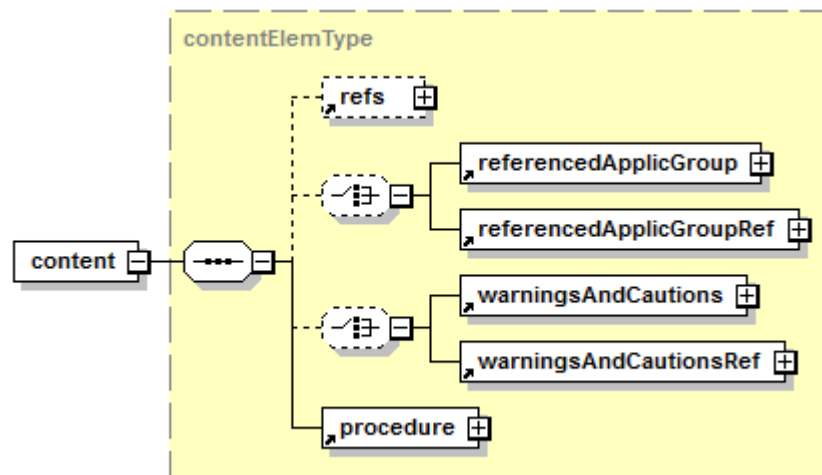 contentElemType
refs
referencedApplicGroup
referencedApplicGroupRef
content
warningsAndCautions
warningsAndCautionsRef
procedure